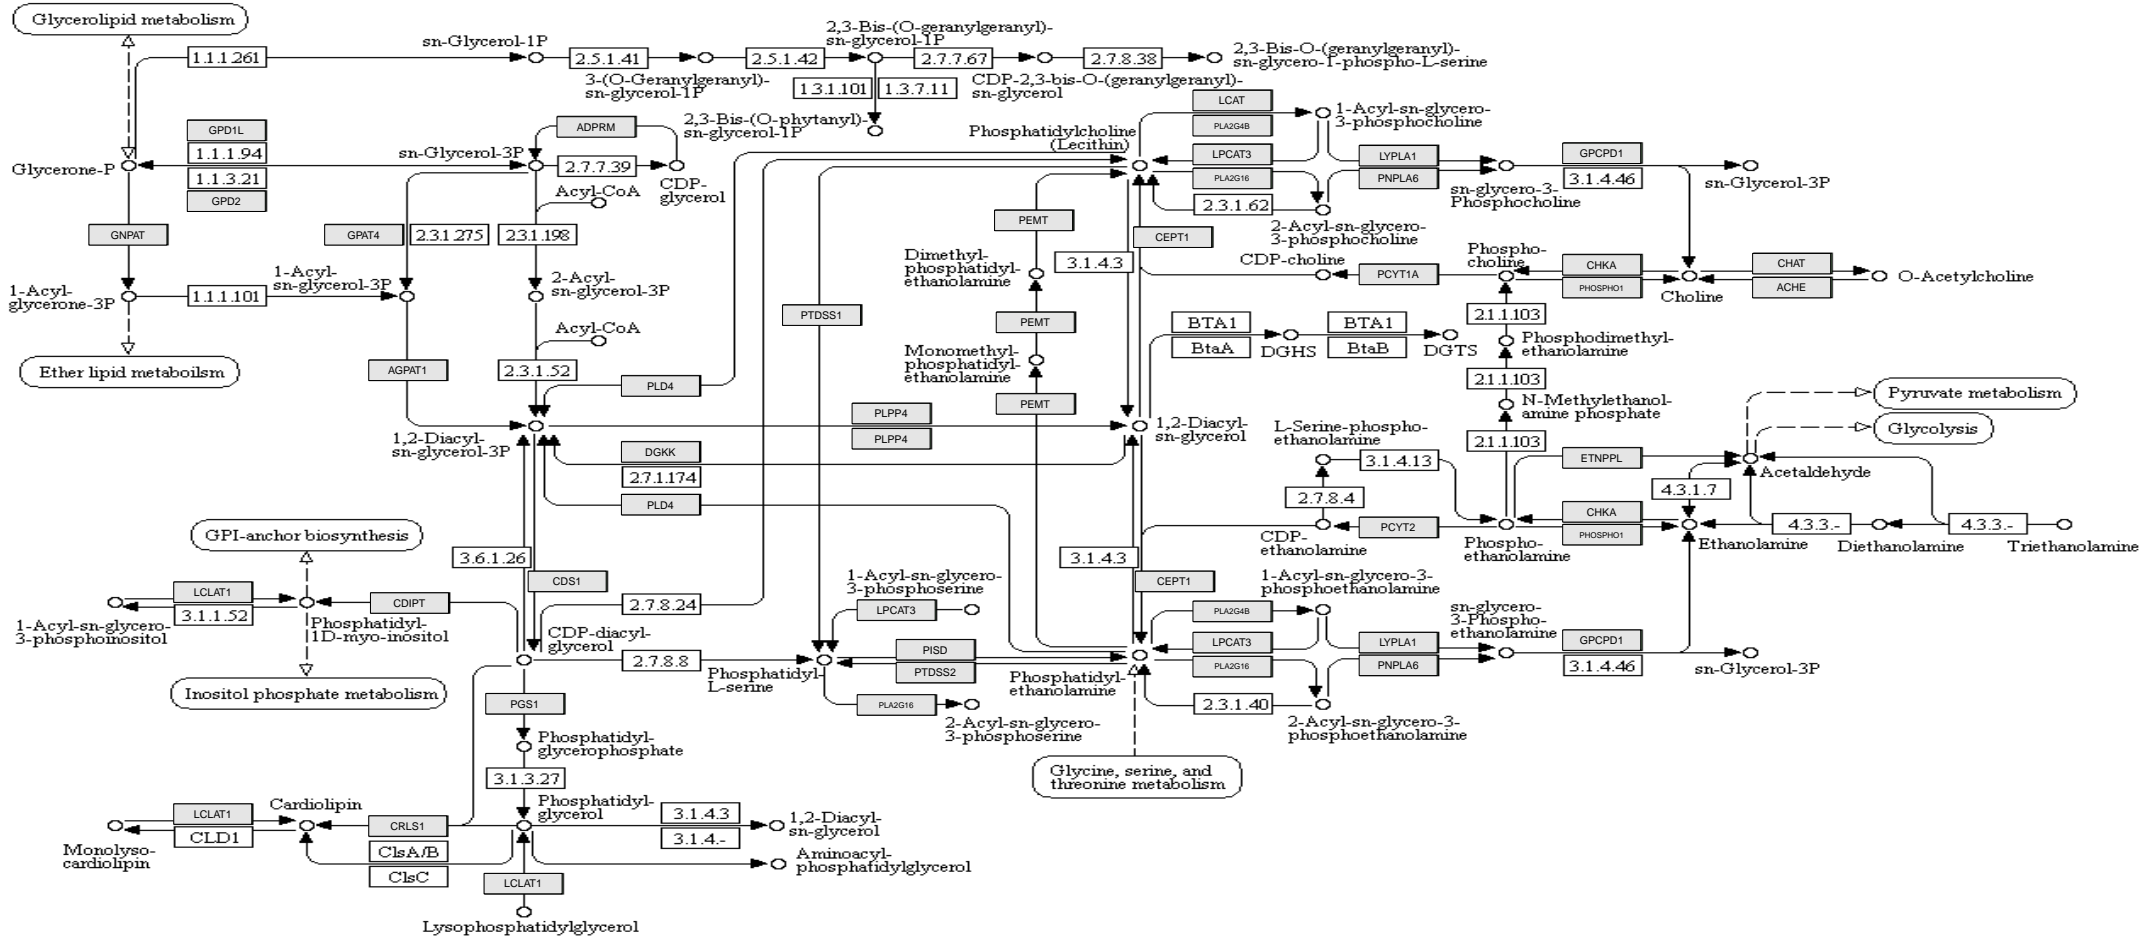 Glycerolipid metabolism
1.1.1.261
sn-Glycerol-1P
2.5.1.41
3-(O-Geranylgeranyl)-
sn-glycerol-1P
2.5.1.42
2,3-Bis-(O-geranylgeranyl)-
sn-glycerol-1P
2.7.7.67
CDP-2,3-bis-O-(geranylgeranyl)-
sn-glycerol
2.7.8.38
2,3-Bis-O-(geranylgeranyl)-
sn-glycero-1-phospho-L-serine
1.3.1.101
1.3.7.11
2,3-Bis-(O-phytanyl)-
sn-glycerol-1P
GPD1L
1.1.1.94
1.1.3.21
GPD2
Glycerone-P
sn-Glycerol-3P
ADPRM
2.7.7.39
CDP-
glycerol
Acyl-CoA
GNPAT
GPAT4
2.3.1.275
2.3.1.198
1-Acyl-
glycerone-3P
1.1.1.101
1-Acyl-
sn-glycerol-3P
2-Acyl-
sn-glycerol-3P
Acyl-CoA
Ether lipid metaboilsm
AGPAT1
2.3.1.52
PLD4
1,2-Diacyl-
sn-glycerol-3P
PLPP4
PLPP4
DGKK
2.7.1.174
PLD4
1,2-Diacyl-
sn-glycerol
Phosphatidylcholine
(Lecithin)
LCAT
PLA2G4B
LPCAT3
PLA2G16
2.3.1.62
1-Acyl-sn-glycero-
3-phosphocholine
2-Acyl-sn-glycero-
3-phosphocholine
LYPLA1
PNPLA6
sn-glycero-3-
Phosphocholine
GPCPD1
3.1.4.46
sn-Glycerol-3P
PEMT
Dimethyl-
phosphatidyl-
ethanolamine
PEMT
Monomethyl-
phosphatidyl-
ethanolamine
PEMT
PTDSS1
3.1.4.3
CEPT1
CDP-choline
PCYT1A
Phospho-
choline
CHKA
PHOSPHO1
Choline
CHAT
ACHE
O-Acetylcholine
BTA1
BtaA
DGHS
BTA1
BtaB
DGTS
2.1.1.103
Phosphodimethyl-
ethanolamine
2.1.1.103
N-Methylethanol-
amine phosphate
2.1.1.103
Pyruvate metabolism
Glycolysis
L-Serine-phospho-
ethanolamine
3.1.4.13
2.7.8.4
ETNPPL
Acetaldehyde
4.3.1.7
CDP-
ethanolamine
PCYT2
Phospho-
ethanolamine
CHKA
PHOSPHO1
Ethanolamine
4.3.3.-
Diethanolamine
4.3.3.-
Triethanolamine
GPI-anchor biosynthesis
3.6.1.26
CDS1
3.1.4.3
CEPT1
LCLAT1
3.1.1.52
1-Acyl-sn-glycero-
3-phosphoinositol
Phosphatidyl-
1D-myo-inositol
CDIPT
Inositol phosphate metabolism
2.7.8.24
CDP-diacyl-
glycerol
2.7.8.8
Phosphatidyl-
L-serine
1-Acyl-sn-glycero-
3-phosphoserine
LPCAT3
PISD
PTDSS2
PLA2G16
2-Acyl-sn-glycero-
3-phosphoserine
Phosphatidyl-
ethanolamine
1-Acyl-sn-glycero-3-
phosphoethanolamine
PLA2G4B
LPCAT3
PLA2G16
2.3.1.40
2-Acyl-sn-glycero-3-
phosphoethanolamine
LYPLA1
PNPLA6
sn-glycero-
3-Phospho-
ethanolamine
GPCPD1
3.1.4.46
sn-Glycerol-3P
Glycine, serine, and
threonine metabolism
PGS1
Phosphatidyl-
glycerophosphate
3.1.3.27
Phosphatidyl-
glycerol
LCLAT1
CLD1
Monolyso-
cardiolipin
Cardiolipin
CRLS1
ClsA/B
ClsC
3.1.4.3
3.1.4.-
1,2-Diacyl-
sn-glycerol
Aminoacyl-
phosphatidylglycerol
LCLAT1
Lysophosphatidylglycerol